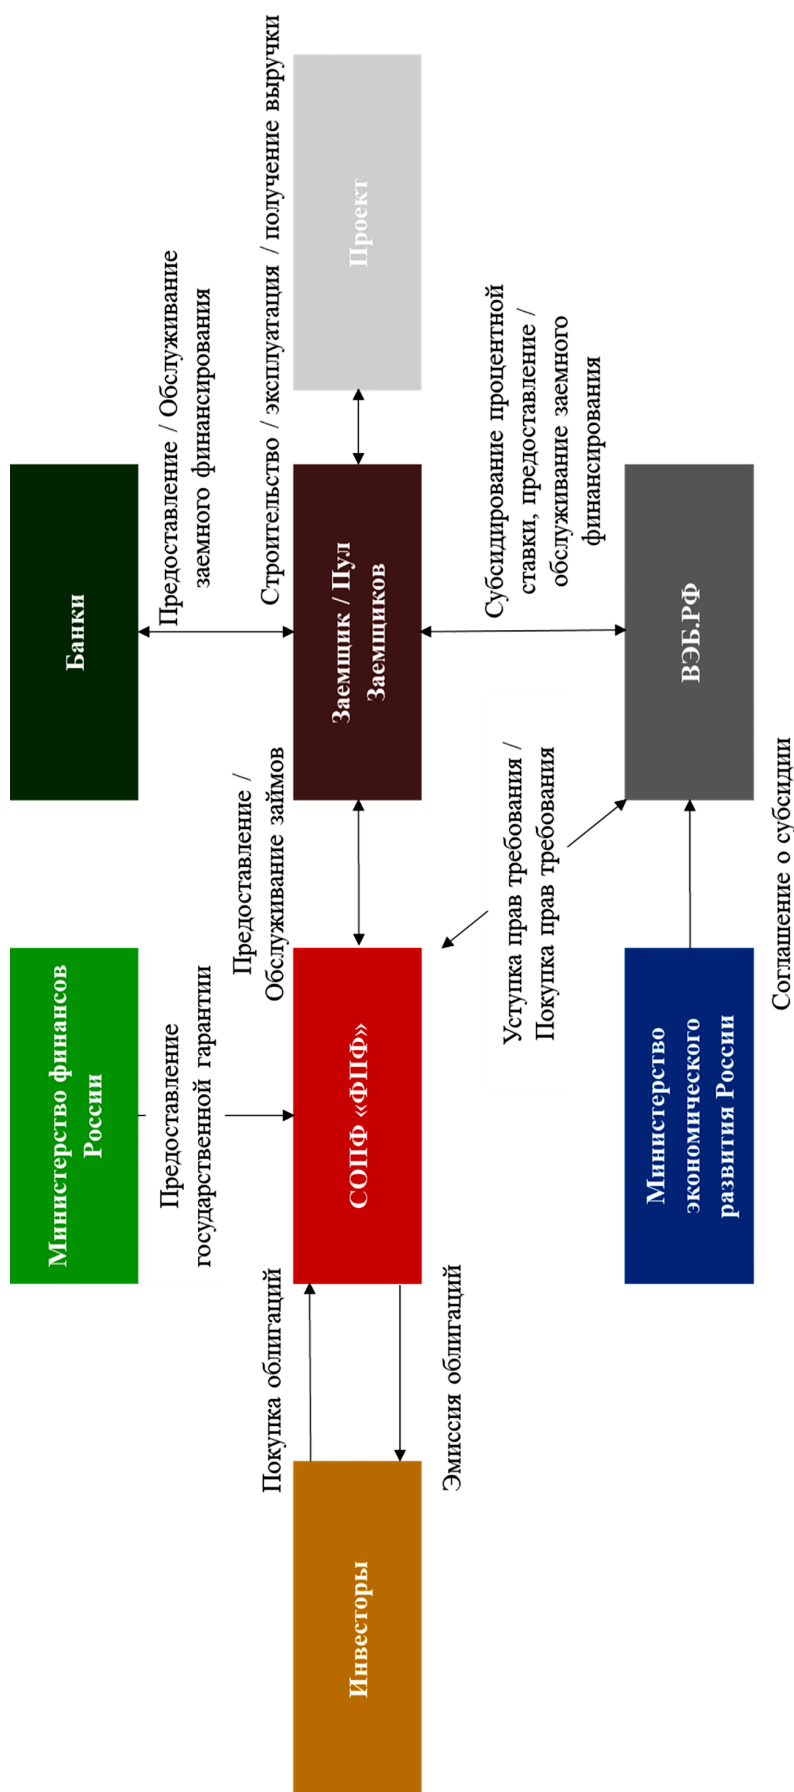 Министерство финансов
России
Банки
Предоставление
государственной гарантии
Предоставление / Обслуживание
заемного финансирования
Покупка облигаций
Предоставление /
Обслуживание займов
Строительство / эксплуатация / получение выручки
Инвесторы
СОПФ «ФПФ»
Заемщик / Пул
Заемщиков
Проект
Эмиссия облигаций
Уступка прав требования /
Покупка прав требования
Субсидирование процентной
ставки, предоставление /
обслуживание заемного
финансирования
Министерство
экономического
развития России
ВЭБ.РФ
Соглашение о субсидии